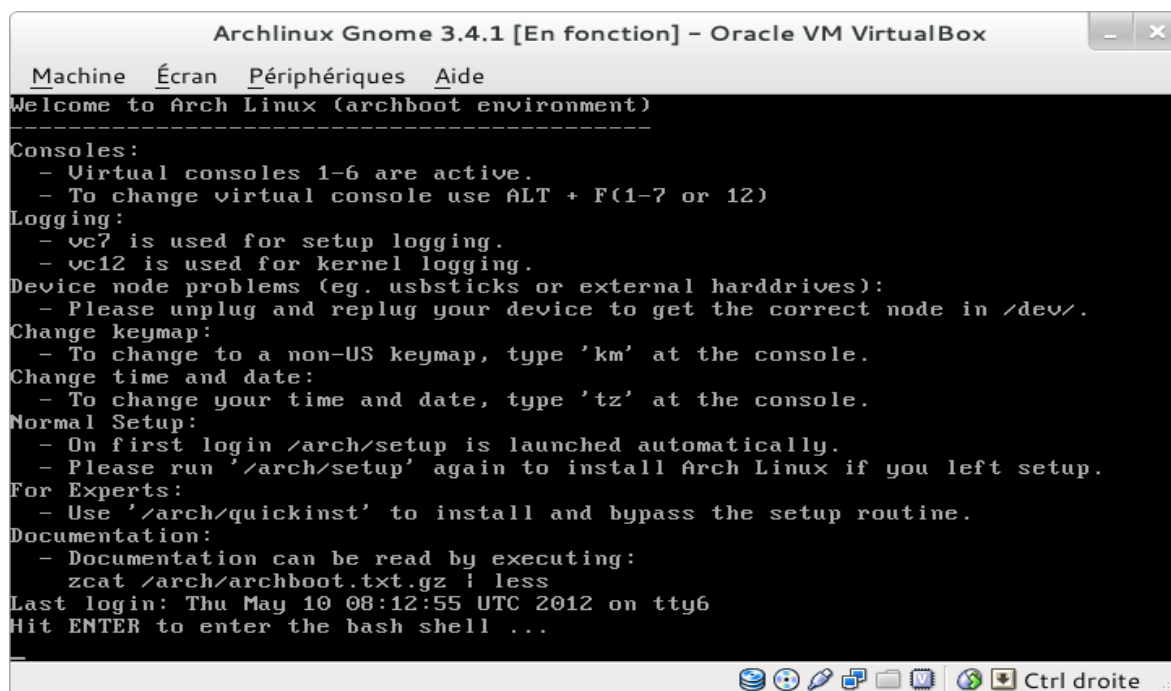 Archlinux Gnome 3.4.1 [En fonction] - Oracle VM VirtualBox
Machine Écran Périphériques Aide
Welcome to Arch Linux (archboot environment)
--------------------------------------------
Consoles:
  - Virtual consoles 1-6 are active.
  - To change virtual console use ALT + F(1-7 or 12)
Logging:
  - vc7 is used for setup logging.
  - vc12 is used for kernel logging.
Device node problems (eg. usbsticks or external harddrives):
  - Please unplug and replug your device to get the correct node in /dev/.
Change keymap:
  - To change to a non-US keymap, type 'km' at the console.
Change time and date:
  - To change your time and date, type 'tz' at the console.
Normal Setup:
  - On first login /arch/setup is launched automatically.
  - Please run '/arch/setup' again to install Arch Linux if you left setup.
For Experts:
  - Use '/arch/quickinst' to install and bypass the setup routine.
Documentation:
  - Documentation can be read by executing:
    zcat /arch/archboot.txt.gz | less
Last login: Thu May 10 08:12:55 UTC 2012 on tty6
Hit ENTER to enter the bash shell ...
_
Ctrl droite